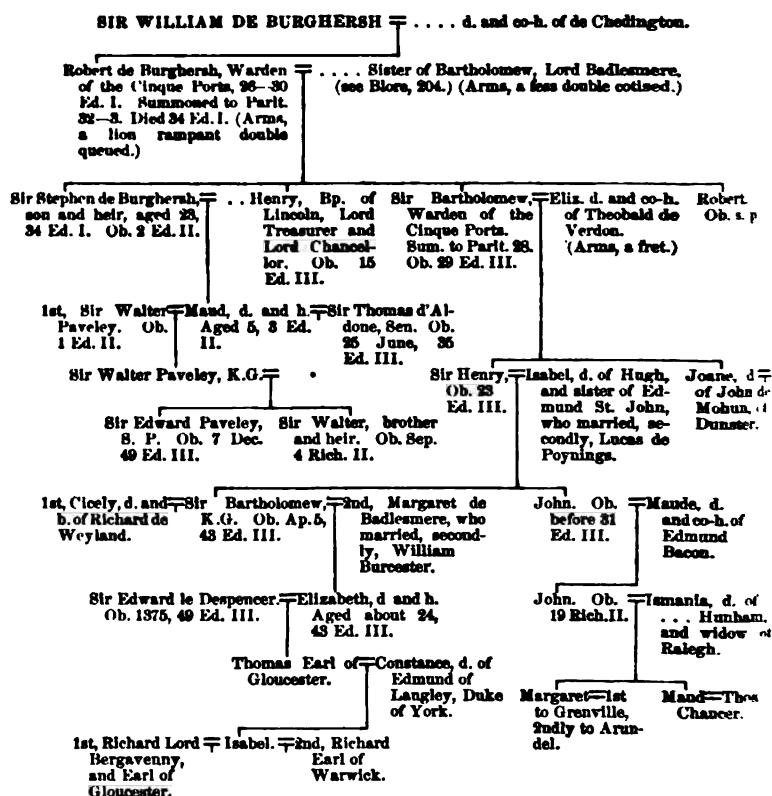 SIR WILLIAM DE BURGHERSH = . . . . d. and co-h. of de Chedington.
Robert de Burghersh, Warden
of the Cinque Ports, 26—30
Ed. I. Summoned to Parlt.
32—3. Died 34 Ed. I. (Arms,
a lion rampant double
queued.)
= . . . . Sister of Bartholomew, Lord Badlesmere,
(see Blore, 204.) (Arms, a fess double cotised.)
Sir Stephen de Burghersh,
son and heir, aged 23,
34 Ed. I. Ob. 2 Ed. II.
= . .
Henry, Bp. of
Lincoln, Lord
Treasurer and
Lord Chancel-
lor. Ob. 15
Ed. III.
Sir Bartholomew,
Warden of the
Cinque Ports.
Sum. to Parlt. 28.
Ob. 29 Ed. III.
= Eliz. d. and co-h.
of Theobald de
Verdon.
(Arms, a fret.)
Robert
Ob. s. p
1st, Sir Walter
Paveley. Ob.
1 Ed. II.
= Maud, d. and h.
Aged 5, 3 Ed.
II.
= Sir Thomas d'Al-
done, Sen. Ob.
25 June, 35
Ed. III.
Sir Walter Paveley, K.G. =
Sir Henry,
Ob. 23
Ed. III.
= Isabel, d. of Hugh,
and sister of Ed-
mund St. John,
who married, se-
condly, Lucas de
Poynings.
Joane, d =
of John de
Mohun,
Dunster.
Sir Edward Paveley,
S. P. Ob. 7 Dec.
49 Ed. III.
Sir Walter, brother
and heir. Ob. Sep.
4 Rich. II.
1st, Cicely, d. and
h. of Richard de
Weyland.
= Sir Bartholomew,
K.G. Ob. Ap. 5,
43 Ed. III.
= 2nd, Margaret de
Badlesmere, who
married, second-
ly, William
Burcester.
John. Ob.
before 31
Ed. III.
= Maude, d.
and co-h. of
Edmund
Bacon.
Sir Edward le Despencer.
Ob. 1375, 49 Ed. III.
= Elizabeth, d and h.
Aged about 24,
43 Ed. III.
John. Ob.
19 Rich. II.
= Ismania, d. of
. . . Hunham,
and widow of
Ralegh.
Thomas Earl of
Gloucester.
= Constance, d. of
Edmund of
Langley, Duke
of York.
Margaret = 1st
to Grenville,
2ndly to Arun-
del.
Maud = Thos
Chaucer.
1st, Richard Lord
Bergavenny,
and Earl of
Gloucester.
= Isabel. = 2nd, Richard
Earl of
Warwick.